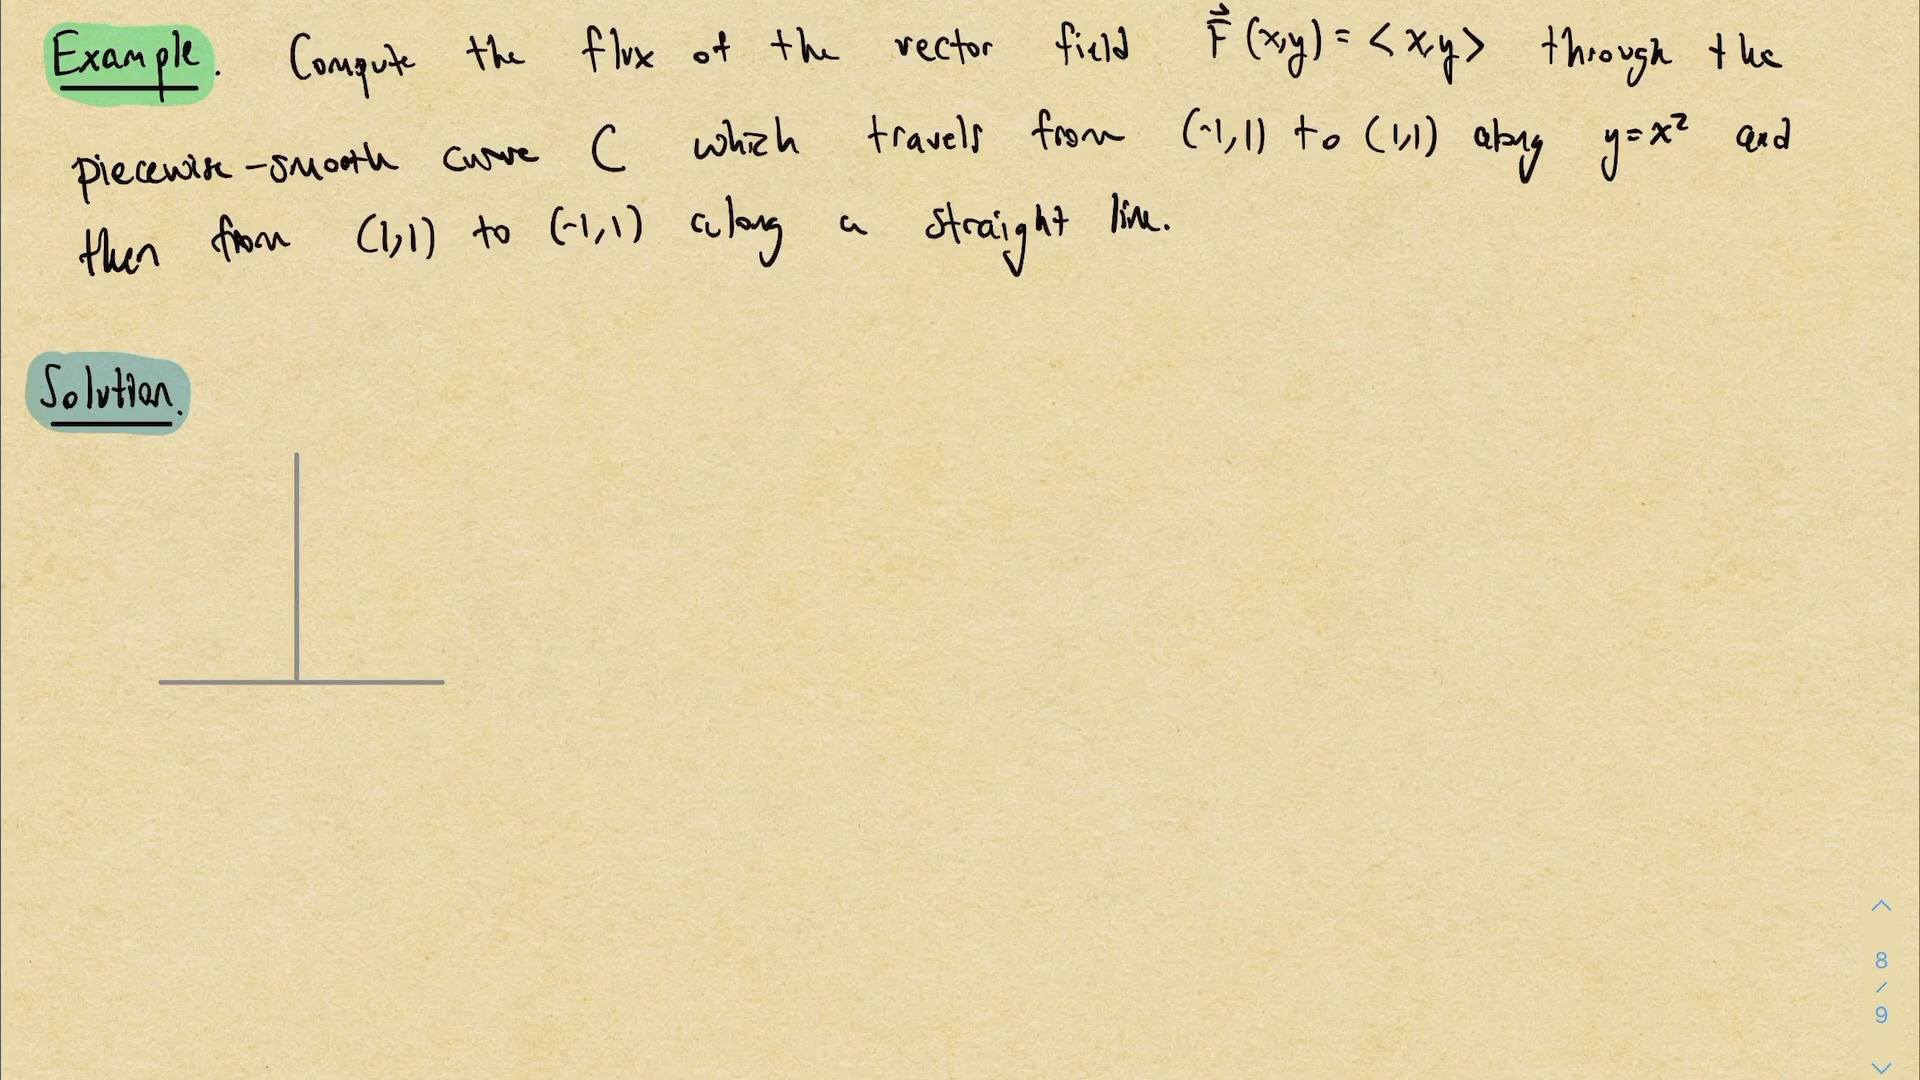 Example. Compute the flux of the vector field F⃗(x,y) = <x,y> through the
piecewise-smooth curve C which travels from (-1,1) to (1,1) along y=x² and
then from (1,1) to (-1,1) along a straight line.
Solution.
8
/
9